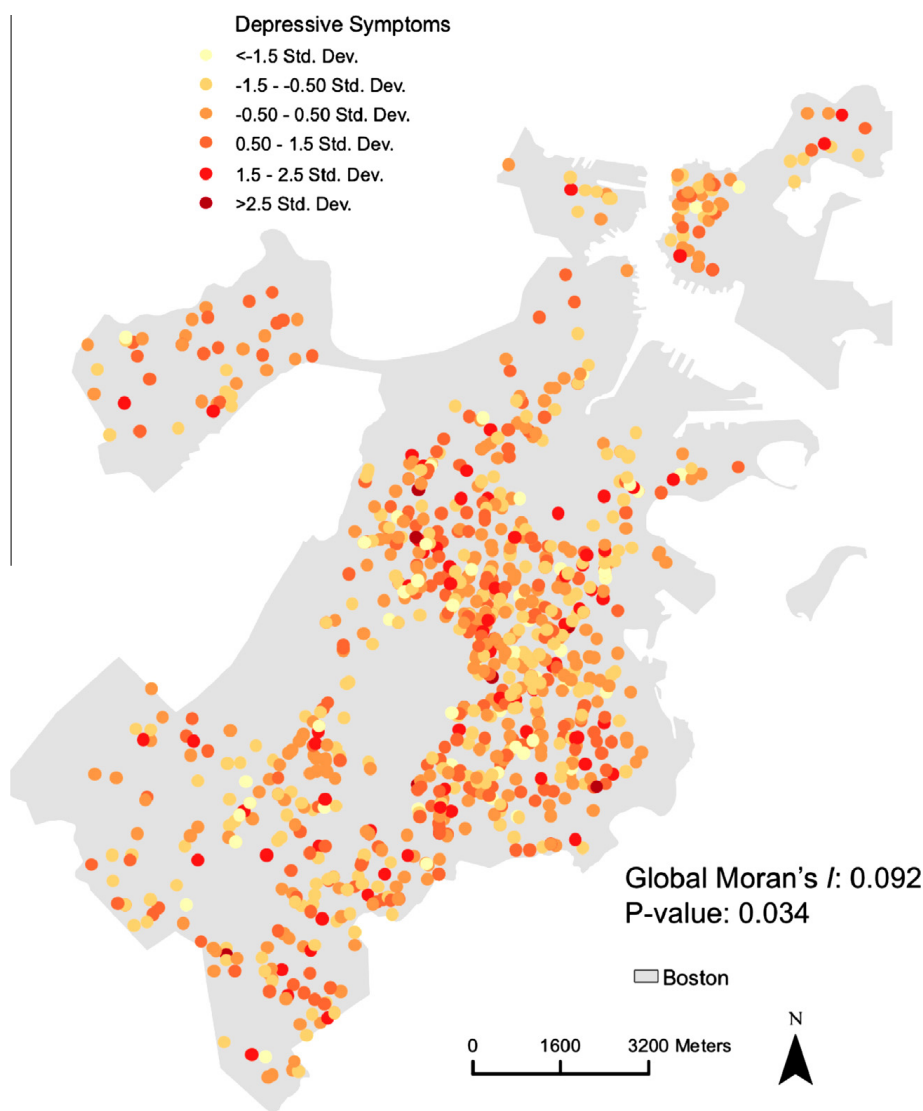 Depressive Symptoms
<-1.5 Std. Dev.
-1.5 - -0.50 Std. Dev.
-0.50 - 0.50 Std. Dev.
0.50 - 1.5 Std. Dev.
1.5 - 2.5 Std. Dev.
>2.5 Std. Dev.
Global Moran's I: 0.092
P-value: 0.034
Boston
N
0 1600 3200 Meters